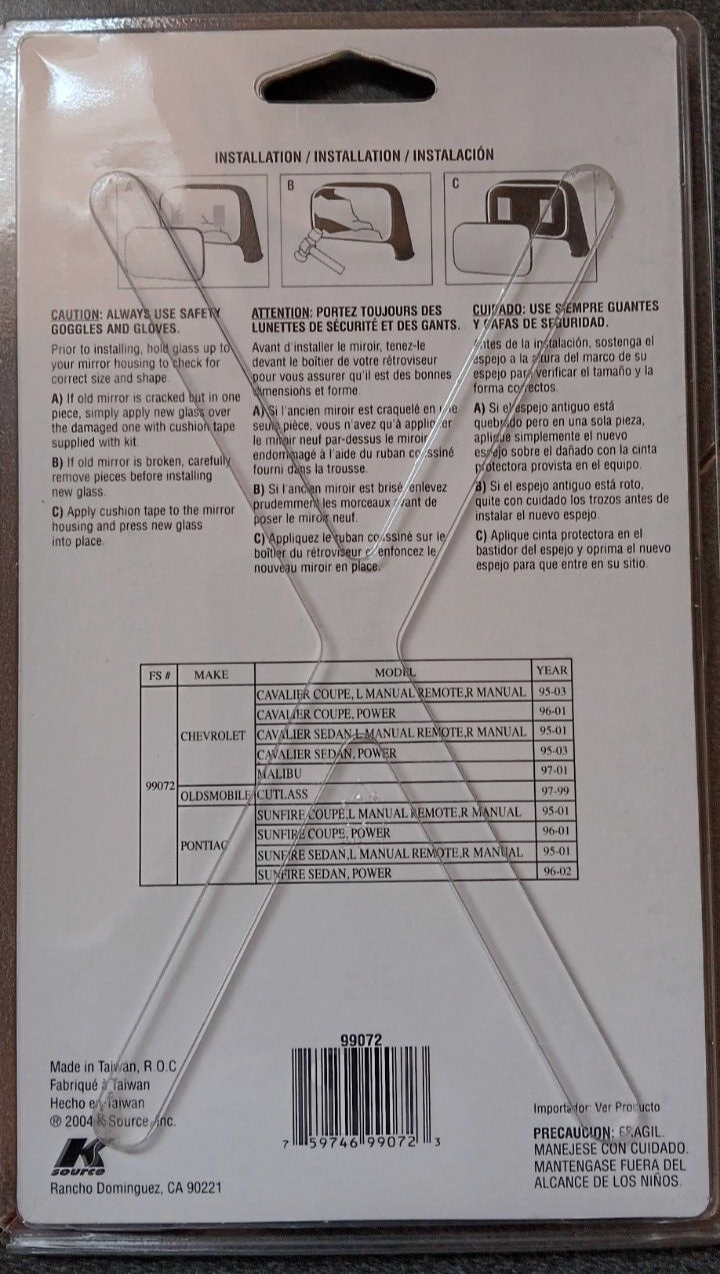 INSTALLATION / INSTALLATION / INSTALACIÓN
A
B
C
CAUTION: ALWAYS USE SAFETY
GOGGLES AND GLOVES.
Prior to installing, hold glass up to
your mirror housing to check for
correct size and shape.
A) If old mirror is cracked but in one
piece, simply apply new glass over
the damaged one with cushion tape
supplied with kit.
B) If old mirror is broken, carefully
remove pieces before installing
new glass.
C) Apply cushion tape to the mirror
housing and press new glass
into place.
ATTENTION: PORTEZ TOUJOURS DES
LUNETTES DE SÉCURITÉ ET DES GANTS.
Avant d'installer le miroir, tenez-le
devant le boîtier de votre rétroviseur
pour vous assurer qu'il est des bonnes
dimensions et forme.
A) Si l'ancien miroir est craquelé en une
seule pièce, vous n'avez qu'à appliquer
le miroir neuf par-dessus le miroir
endommagé à l'aide du ruban coussiné
fourni dans la trousse.
B) Si l'ancien miroir est brisé, enlevez
prudemment les morceaux avant de
poser le miroir neuf.
C) Appliquez le ruban coussiné sur le
boîtier du rétroviseur et enfoncez le
nouveau miroir en place.
CUIDADO: USE SIEMPRE GUANTES
Y GAFAS DE SEGURIDAD.
Antes de la instalación, sostenga el
espejo a la altura del marco de su
espejo para verificar el tamaño y la
forma correctos.
A) Si el espejo antiguo está
quebrado pero en una sola pieza,
aplique simplemente el nuevo
espejo sobre el dañado con la cinta
protectora provista en el equipo.
B) Si el espejo antiguo está roto,
quite con cuidado los trozos antes de
instalar el nuevo espejo.
C) Aplique cinta protectora en el
bastidor del espejo y oprima el nuevo
espejo para que entre en su sitio.
FS # MAKE MODEL YEAR
99072 CHEVROLET CAVALIER COUPE, L MANUAL REMOTE,R MANUAL 95-03
CAVALIER COUPE, POWER 96-01
CAVALIER SEDAN L MANUAL REMOTE,R MANUAL 95-01
CAVALIER SEDAN, POWER 95-03
MALIBU 97-01
OLDSMOBILE CUTLASS 97-99
PONTIAC SUNFIRE COUPE,L MANUAL REMOTE,R MANUAL 95-01
SUNFIRE COUPE, POWER 96-01
SUNFIRE SEDAN,L MANUAL REMOTE,R MANUAL 95-01
SUNFIRE SEDAN, POWER 96-02
Made in Taiwan, R.O.C.
Fabriqué à Taiwan
Hecho en Taiwan
® 2004 K Source, Inc.
K
source
Rancho Dominguez, CA 90221
99072
7 59746 99072 3
Importador: Ver Producto
PRECAUCION: FRAGIL.
MANEJESE CON CUIDADO.
MANTENGASE FUERA DEL
ALCANCE DE LOS NIÑOS.